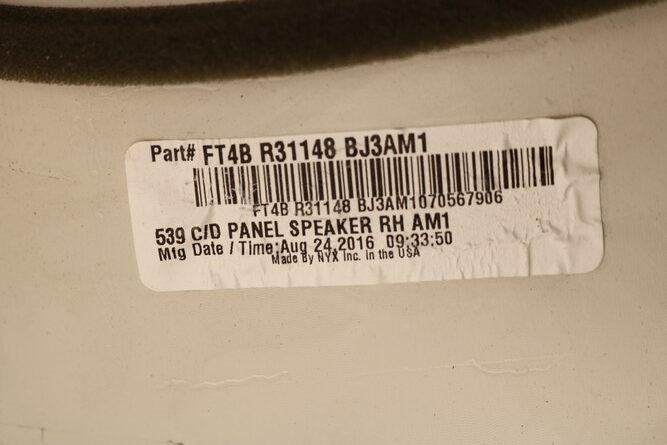 Part# FT4B R31148 BJ3AM1
FT4B R31148 BJ3AM1070567906
539 C/D PANEL SPEAKER RH AM1
Mfg Date / Time:Aug 24,2016 09:33:50
Made By NYX Inc. in the USA